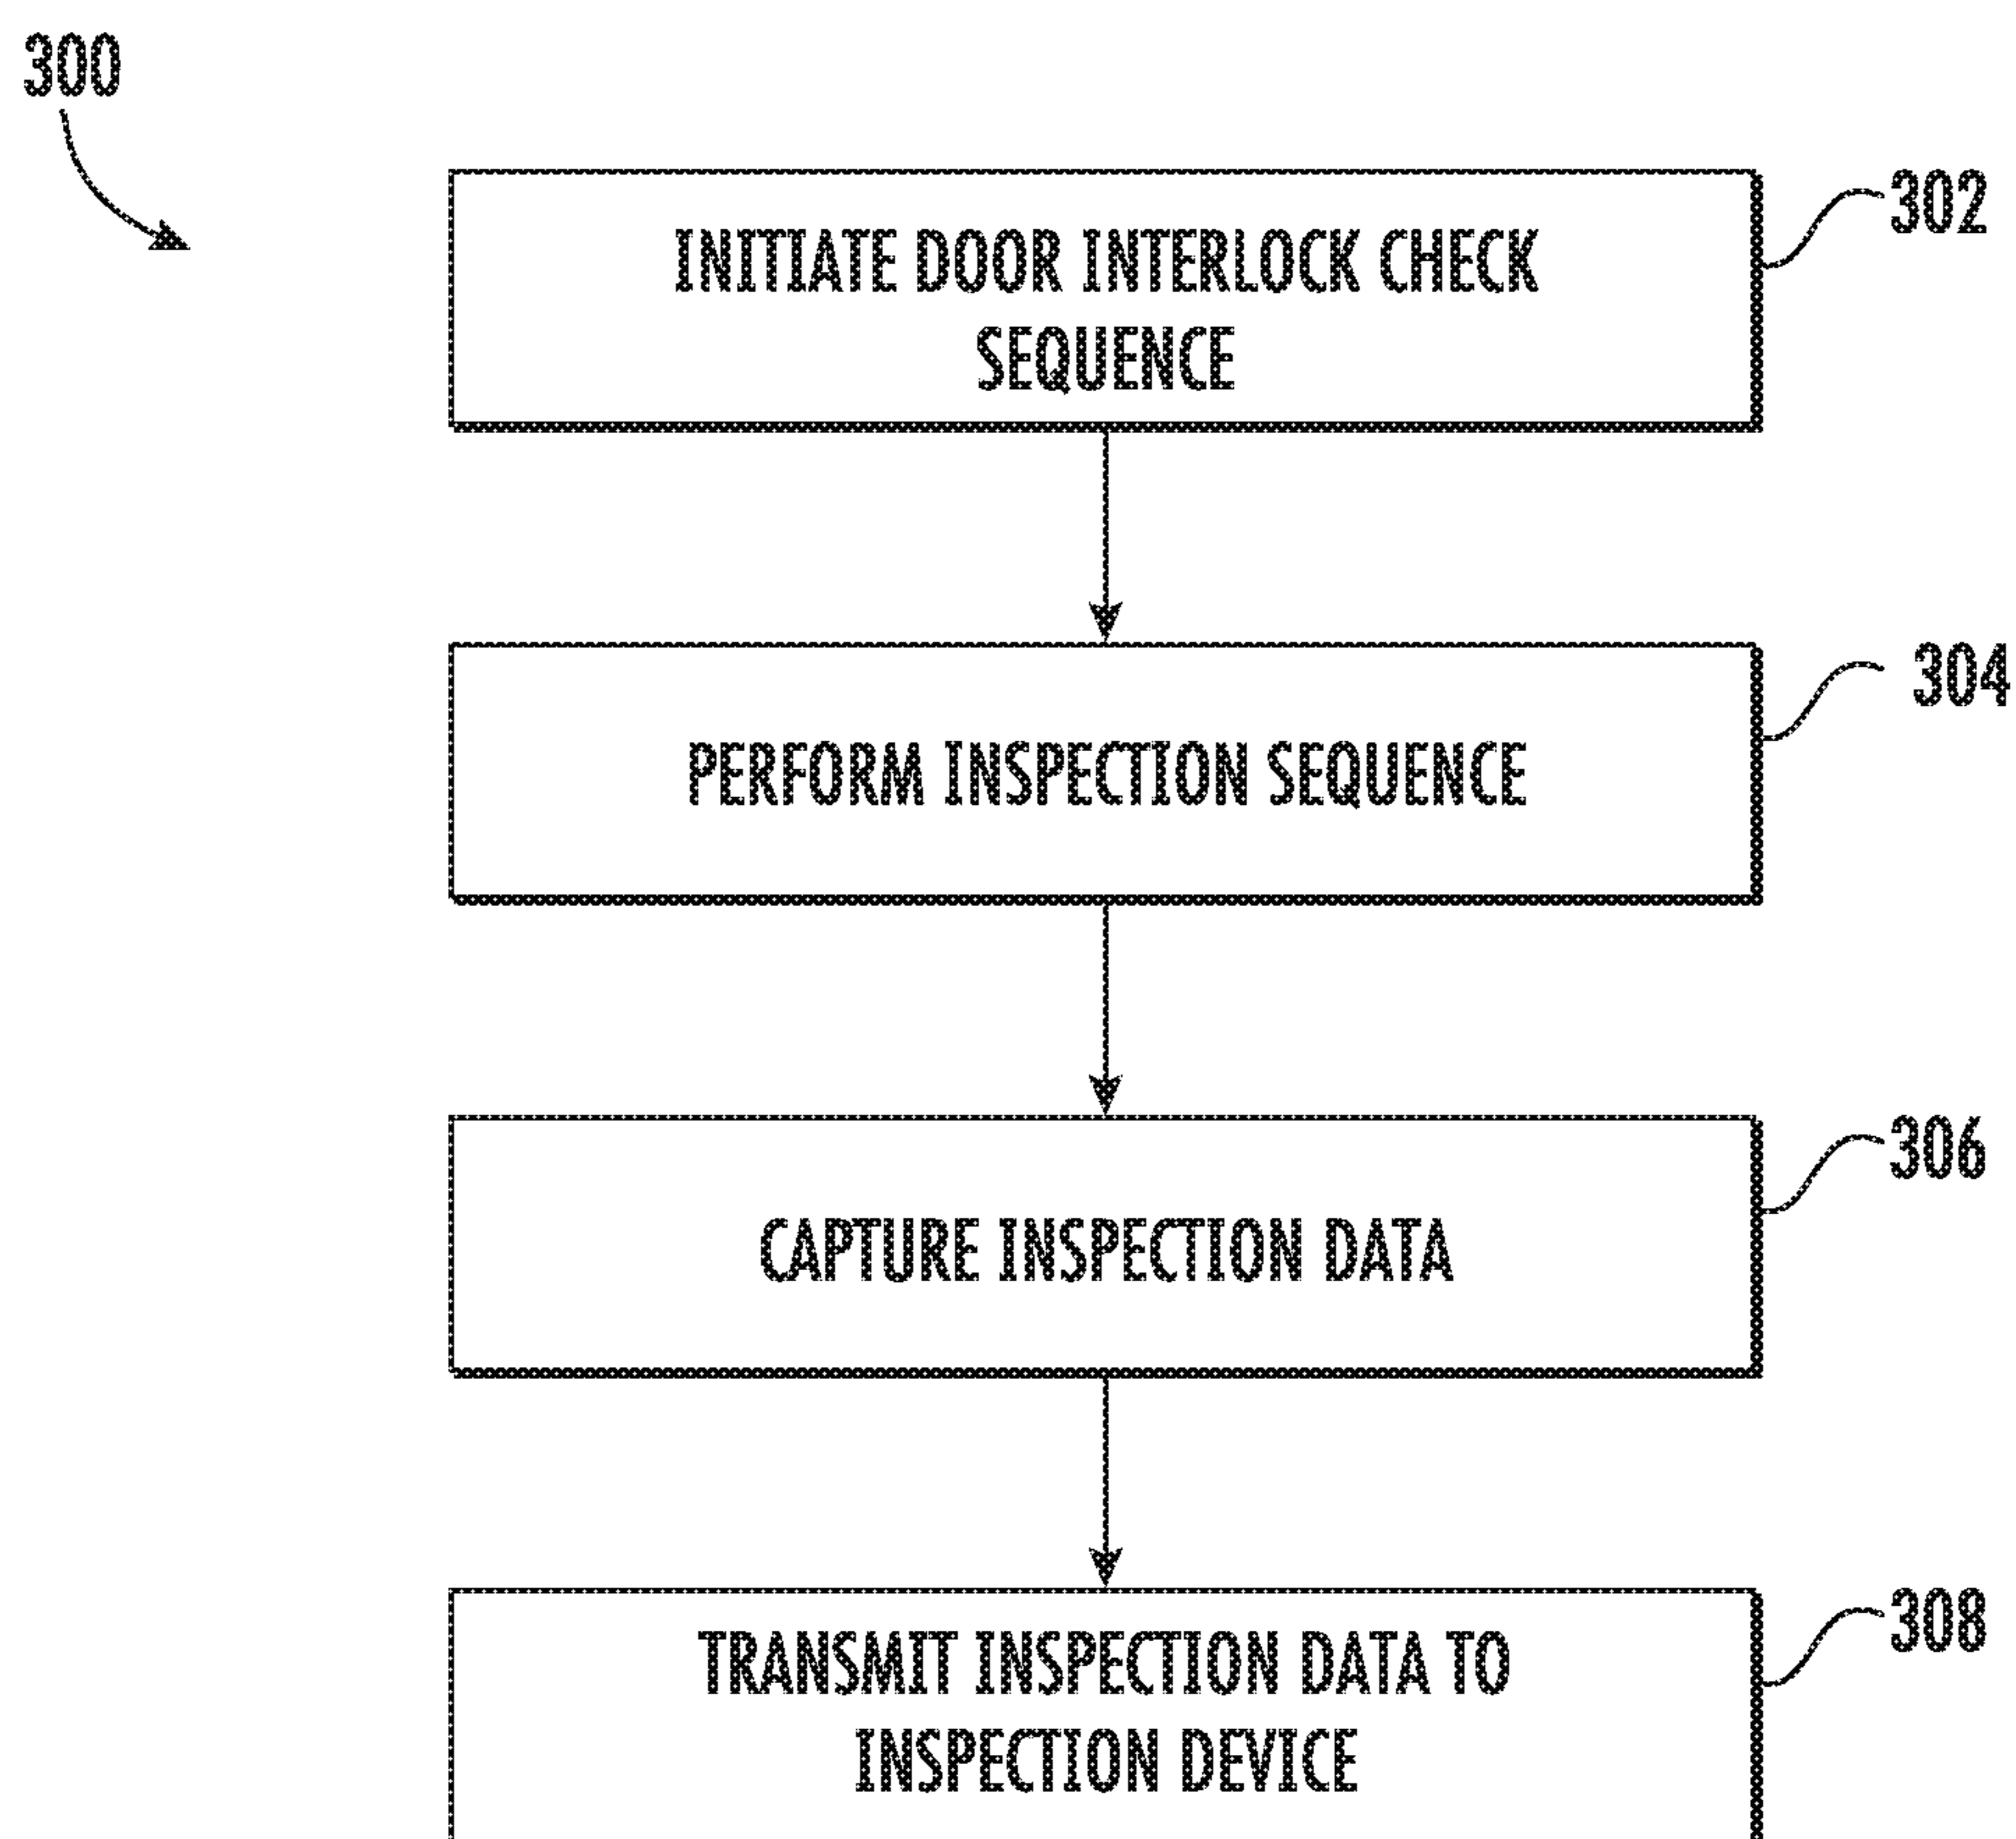 300
302
INITIATE DOOR INTERLOCK CHECK
SEQUENCE
304
PERFORM INSPECTION SEQUENCE
306
CAPTURE INSPECTION DATA
308
TRANSMIT INSPECTION DATA TO
INSPECTION DEVICE